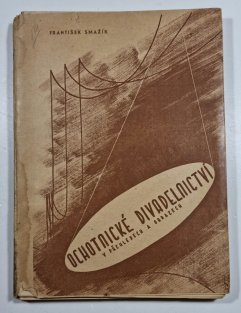 FRANTIŠEK SMAŽÍK
OCHOTNICKÉ DIVADELNICTVÍ
V PŘEHLEDECH A OBRAZECH